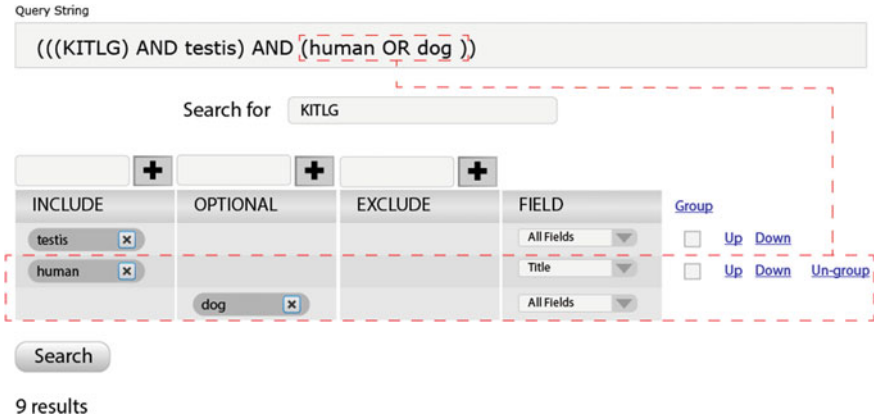 Query String
(((KITLG) AND testis) AND (human OR dog ))
Search for KITLG
INCLUDE OPTIONAL EXCLUDE FIELD Group
testis All Fields Up Down
human Title Up Down Un-group
dog All Fields
Search
9 results